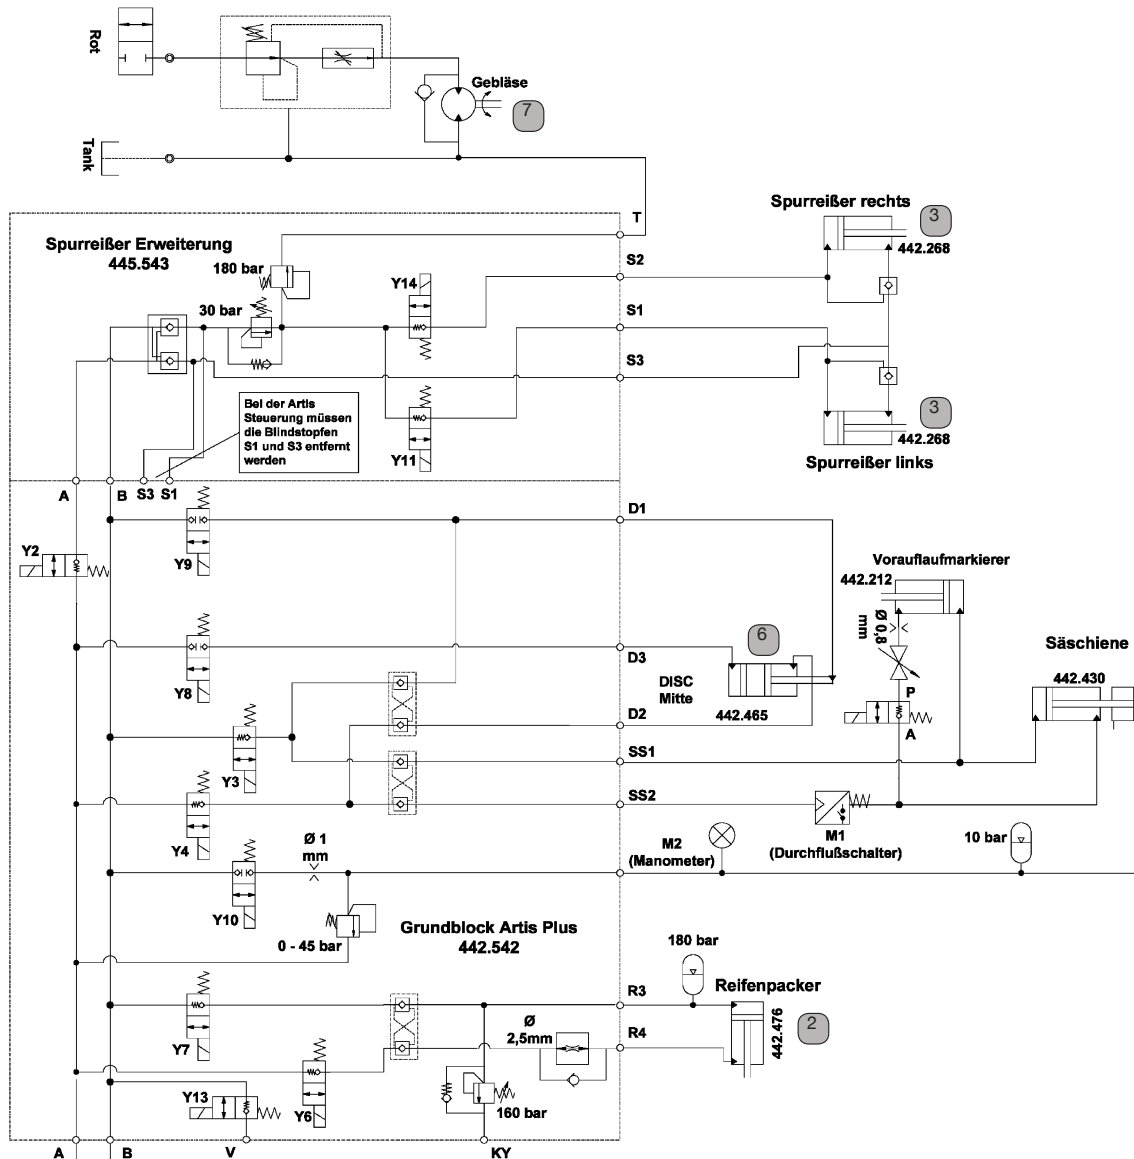 Rot
Gebläse
7
Tank
T
Spurreißer Erweiterung
445.543
180 bar
30 bar
Y14
S2
S1
S3
Spurreißer rechts
3
442.268
Bei der Artis
Steuerung müssen
die Blindstopfen
S1 und S3 entfernt
werden
Y11
3
442.268
Spurreißer links
A
B
S3
S1
D1
Y2
Y9
Vorauflaufmarkierer
442.212
Ø 0,8
mm
6
Säschiene
442.430
D3
Y8
DISC
Mitte
442.465
P
A
D2
SS1
Y3
SS2
Y4
Ø 1
mm
M1
(Durchflußschalter)
M2
(Manometer)
10 bar
Y10
0 - 45 bar
Grundblock Artis Plus
442.542
180 bar
Reifenpacker
R3
442.476
2
R4
Ø
2,5mm
Y7
Y13
Y6
160 bar
A
B
V
KY